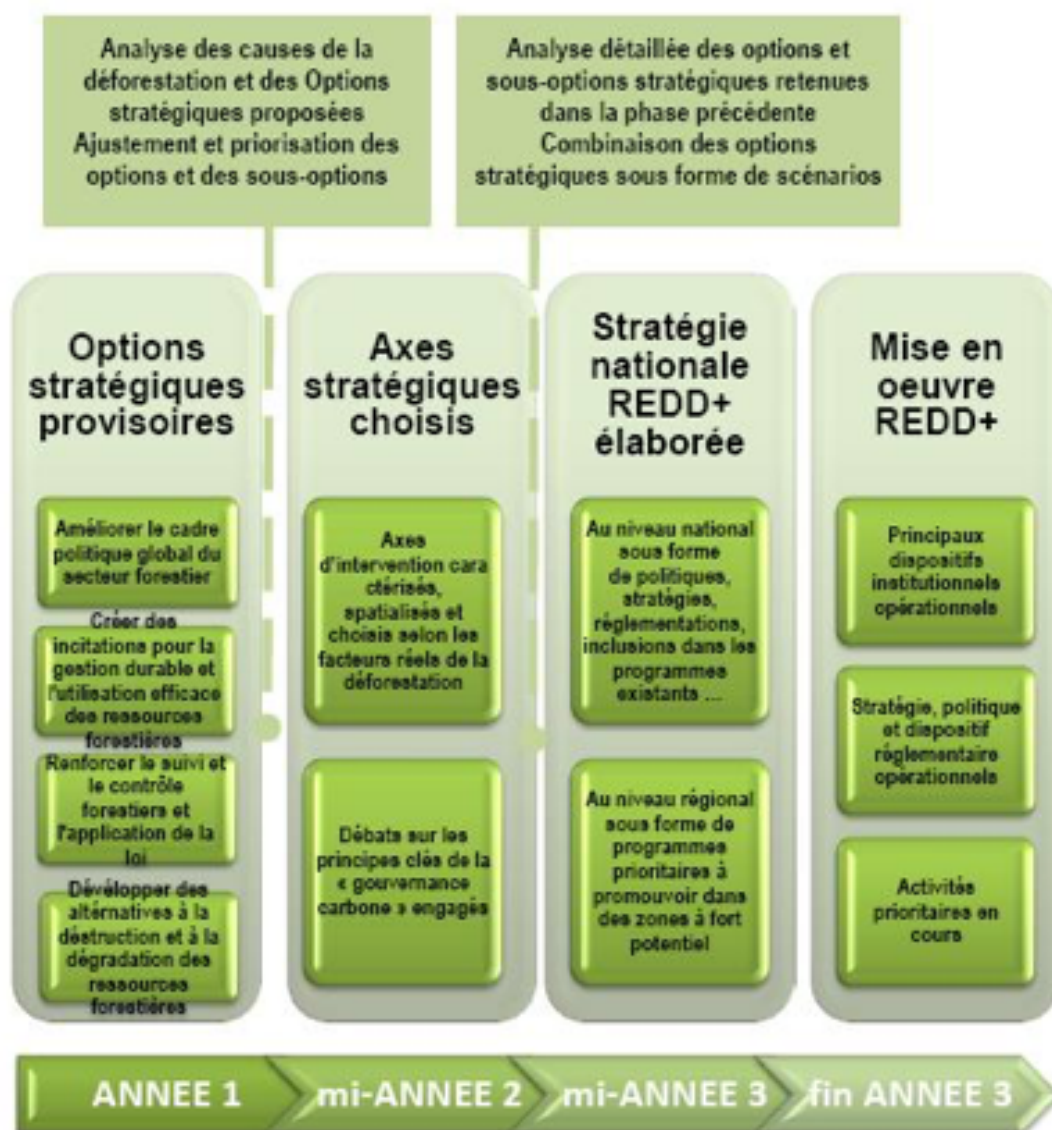 Analyse des causes de la
déforestation et des Options
stratégiques proposées
Ajustement et priorisation des
options et des sous-options
Analyse détaillée des options et
sous-options stratégiques retenues
dans la phase précédente
Combinaison des options
stratégiques sous forme de scénarios
Options
stratégiques
provisoires
Améliorer le cadre
politique global du
secteur forestier
Créer des
incitations pour la
gestion durable et
l'utilisation efficace
des ressources
forestières
Renforcer le suivi et
le contrôle
forestiers et
l'application de la
loi
Dévélopper des
altérnatives à la
déstruction et à la
dégradation des
ressources
forestières
Axes
stratégiques
choisis
Axes
d'intervention cara
ctérisés,
spatialisés et
choisis selon les
facteurs réels de la
déforestation
Débats sur les
principes clés de la
« gouvernance
carbone » engagés
Stratégie
nationale
REDD+
élaborée
Au niveau national
sous forme
de politiques,
stratégies,
réglementations,
inclusions dans les
programmes
existants ...
Au niveau régional
sous forme de
programmes
prioritaires à
promouvoir dans
des zones à fort
potentiel
Mise en
oeuvre
REDD+
Principaux
dispositifs
institutionnels
opérationnels
Stratégie, politique
et dispositif
réglementaire
opérationnels
Activités
prioritaires en
cours
ANNEE 1
mi-ANNEE 2
mi-ANNEE 3
fin ANNEE 3